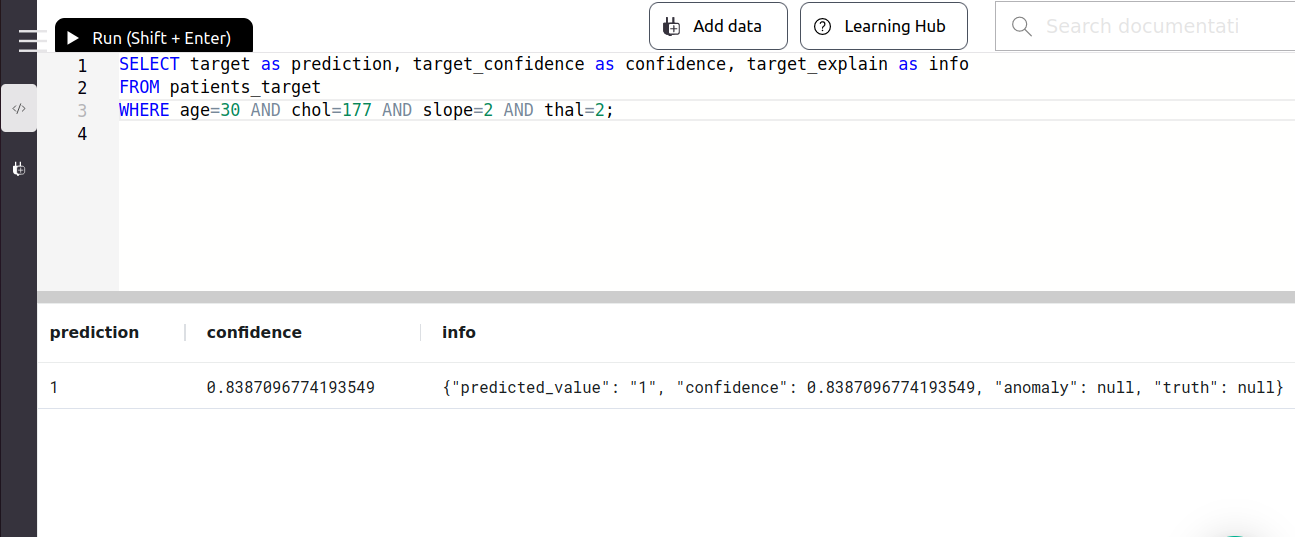 Run (Shift + Enter)
Add data
Learning Hub
Search documentati
1 SELECT target as prediction, target_confidence as confidence, target_explain as info
2 FROM patients_target
3 WHERE age=30 AND chol=177 AND slope=2 AND thal=2;
4
prediction confidence info
1 0.8387096774193549 {"predicted_value": "1", "confidence": 0.8387096774193549, "anomaly": null, "truth": null}